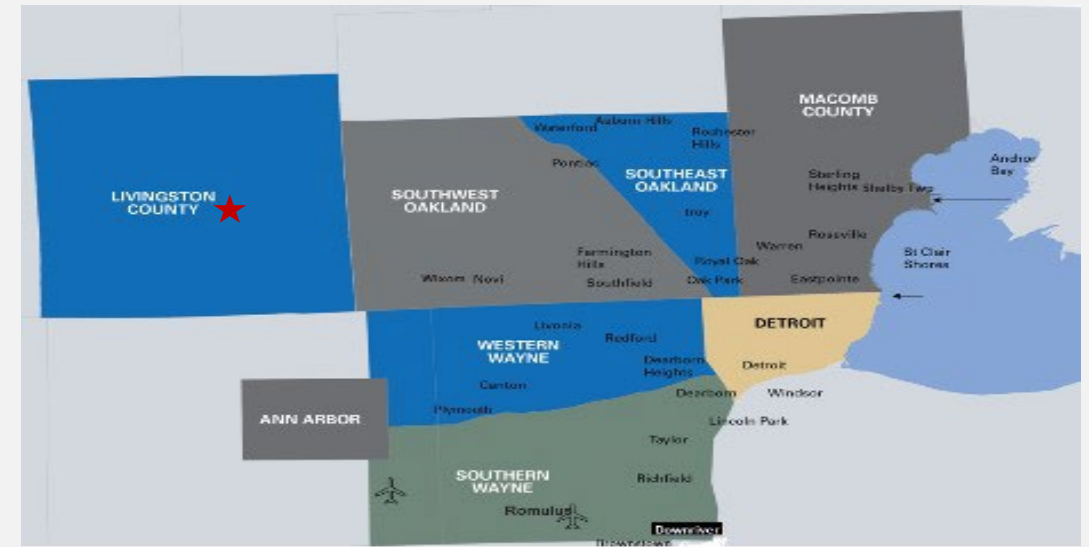 MACOMB
COUNTY
Waterford
Auburn Hills
Rochester
Hills
Pontiac
SOUTHEAST
OAKLAND
Anchor
Bay
Sterling
Heights
Shelby Twp
LIVINGSTON
COUNTY
SOUTHWEST
OAKLAND
Troy
Rossville
Warren
Farmington
Hills
Royal Oak
St Clair
Shores
Wixom
Novi
Southfield
Oak Park
Eastpointe
Livonia
Redford
DETROIT
WESTERN
WAYNE
Dearborn
Heights
Detroit
Canton
Dearborn
Windsor
Plymouth
ANN ARBOR
Lincoln Park
Taylor
SOUTHERN
WAYNE
Richfield
Romulus
Downriver
Brownstown